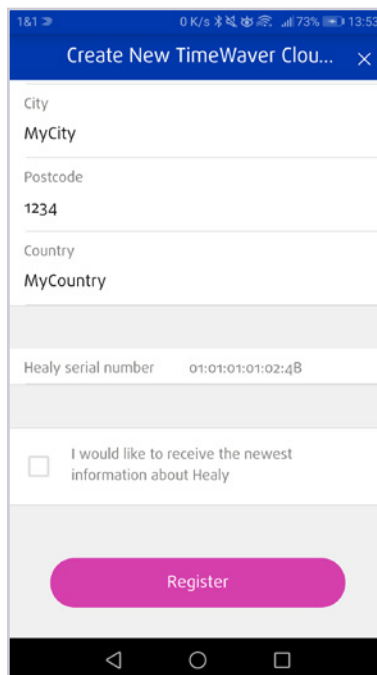 1&1 0 K/s 73% 13:53
Create New TimeWaver Clou... ×
City
MyCity
Postcode
1234
Country
MyCountry
Healy serial number 01:01:01:01:02:4B
I would like to receive the newest
information about Healy
Register